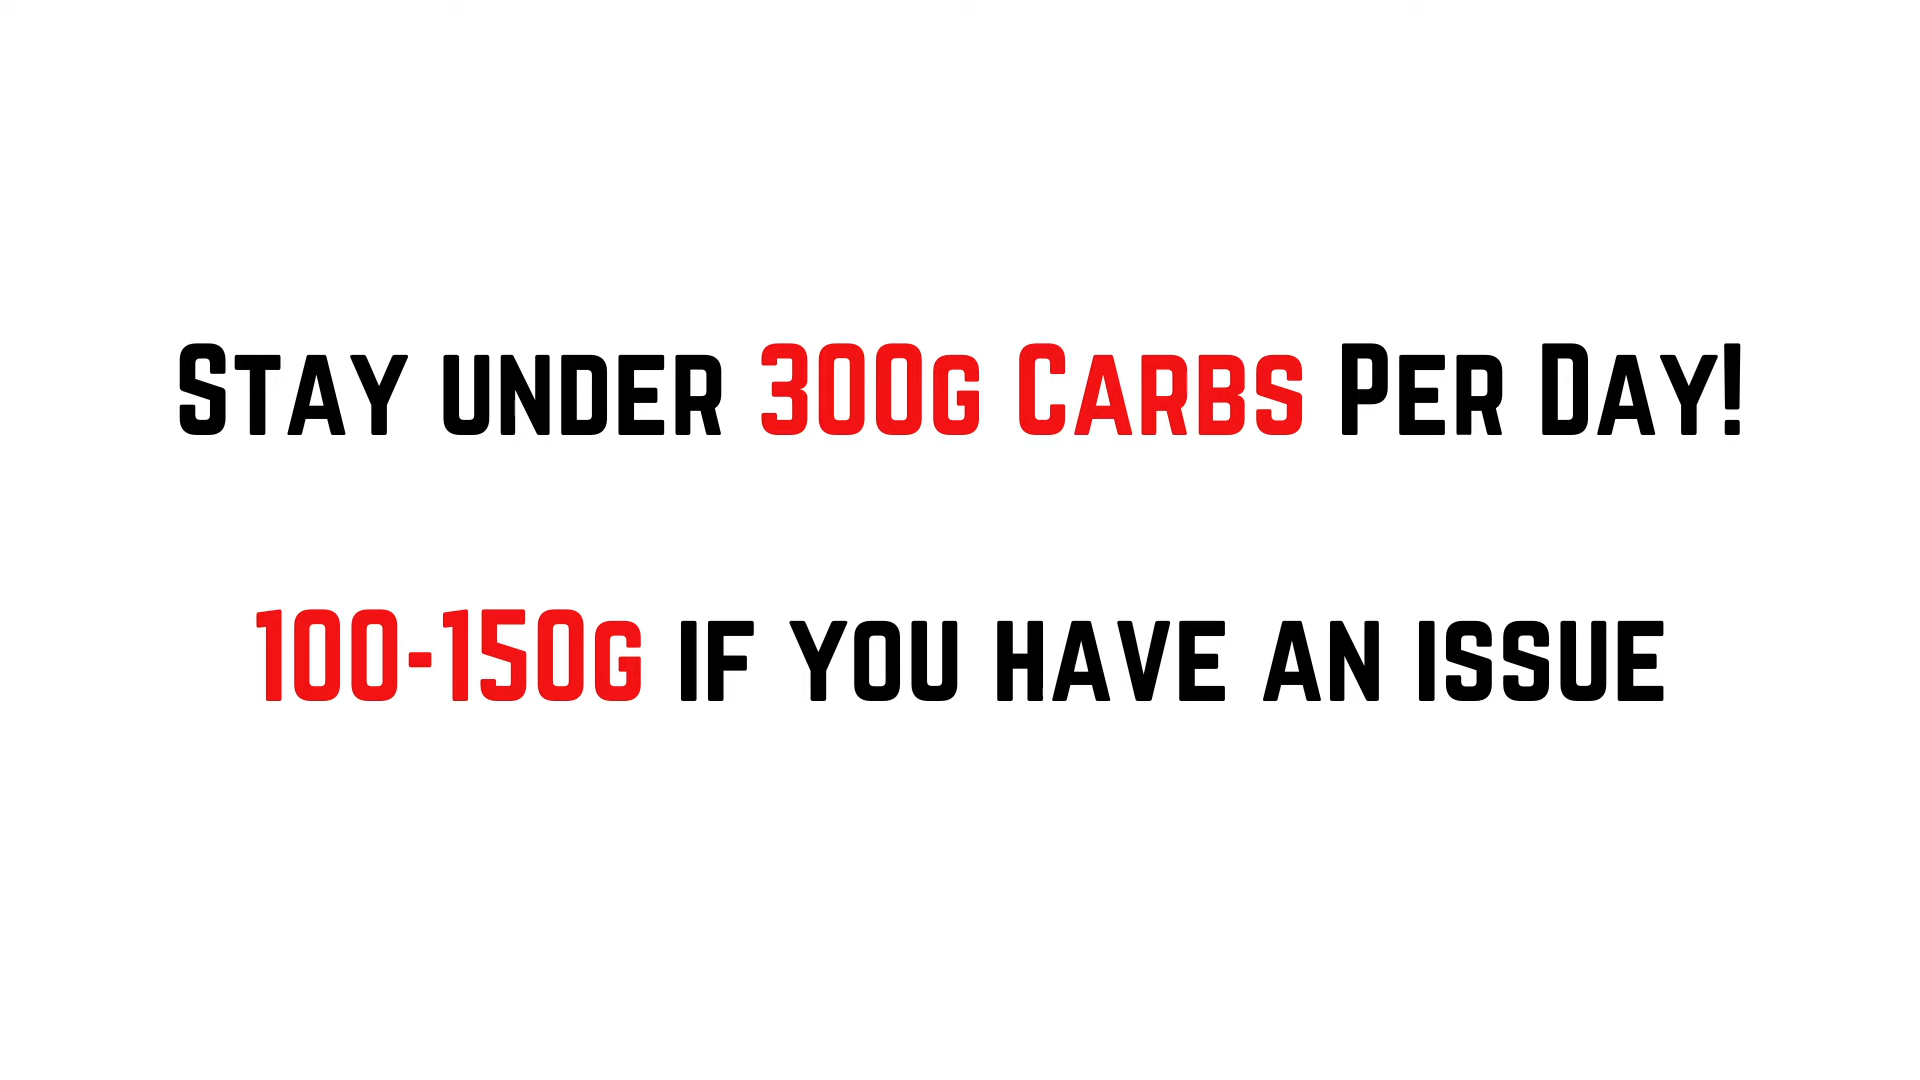 Stay under 300g Carbs Per Day!
100-150g if you have an issue